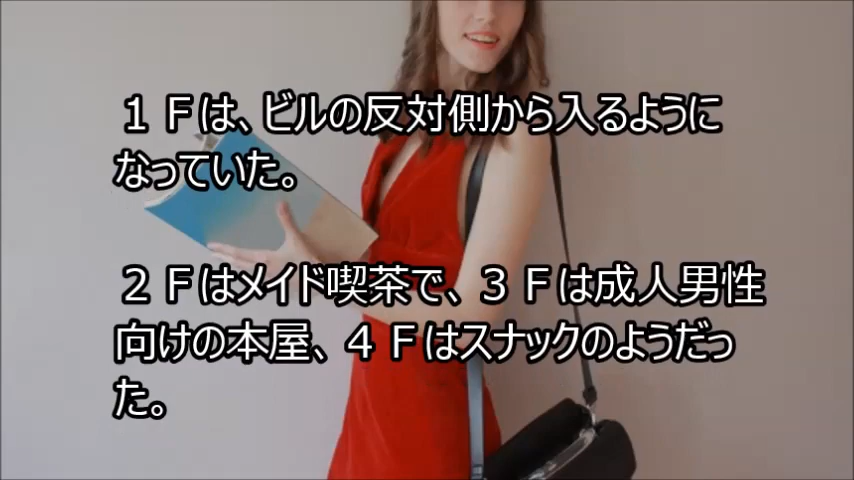 １Ｆは、ビルの反対側から入るように
なっていた。
２Ｆはメイド喫茶で、３Ｆは成人男性
向けの本屋、４Ｆはスナックのようだっ
た。